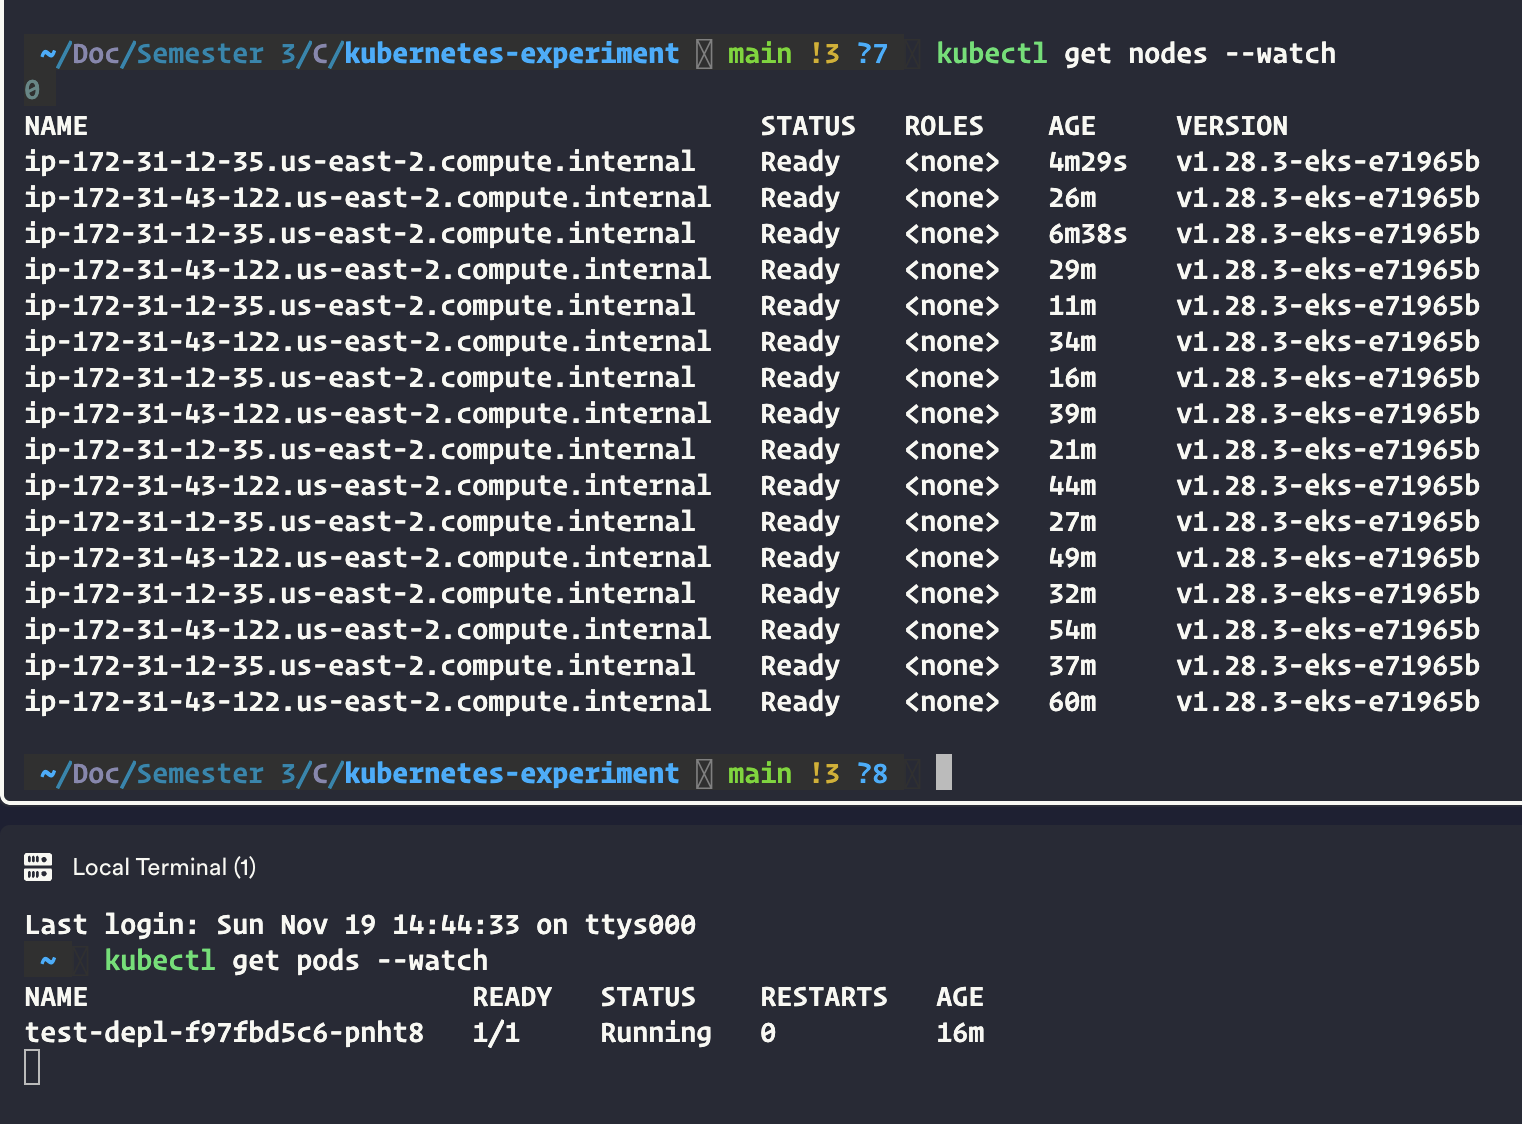 ~/Doc/Semester 3/C/kubernetes-experiment main !3 ?7 kubectl get nodes --watch
0
NAME STATUS ROLES AGE VERSION
ip-172-31-12-35.us-east-2.compute.internal Ready <none> 4m29s v1.28.3-eks-e71965b
ip-172-31-43-122.us-east-2.compute.internal Ready <none> 26m v1.28.3-eks-e71965b
ip-172-31-12-35.us-east-2.compute.internal Ready <none> 6m38s v1.28.3-eks-e71965b
ip-172-31-43-122.us-east-2.compute.internal Ready <none> 29m v1.28.3-eks-e71965b
ip-172-31-12-35.us-east-2.compute.internal Ready <none> 11m v1.28.3-eks-e71965b
ip-172-31-43-122.us-east-2.compute.internal Ready <none> 34m v1.28.3-eks-e71965b
ip-172-31-12-35.us-east-2.compute.internal Ready <none> 16m v1.28.3-eks-e71965b
ip-172-31-43-122.us-east-2.compute.internal Ready <none> 39m v1.28.3-eks-e71965b
ip-172-31-12-35.us-east-2.compute.internal Ready <none> 21m v1.28.3-eks-e71965b
ip-172-31-43-122.us-east-2.compute.internal Ready <none> 44m v1.28.3-eks-e71965b
ip-172-31-12-35.us-east-2.compute.internal Ready <none> 27m v1.28.3-eks-e71965b
ip-172-31-43-122.us-east-2.compute.internal Ready <none> 49m v1.28.3-eks-e71965b
ip-172-31-12-35.us-east-2.compute.internal Ready <none> 32m v1.28.3-eks-e71965b
ip-172-31-43-122.us-east-2.compute.internal Ready <none> 54m v1.28.3-eks-e71965b
ip-172-31-12-35.us-east-2.compute.internal Ready <none> 37m v1.28.3-eks-e71965b
ip-172-31-43-122.us-east-2.compute.internal Ready <none> 60m v1.28.3-eks-e71965b
~/Doc/Semester 3/C/kubernetes-experiment main !3 ?8
Local Terminal (1)
Last login: Sun Nov 19 14:44:33 on ttys000
~ kubectl get pods --watch
NAME READY STATUS RESTARTS AGE
test-depl-f97fbd5c6-pnht8 1/1 Running 0 16m